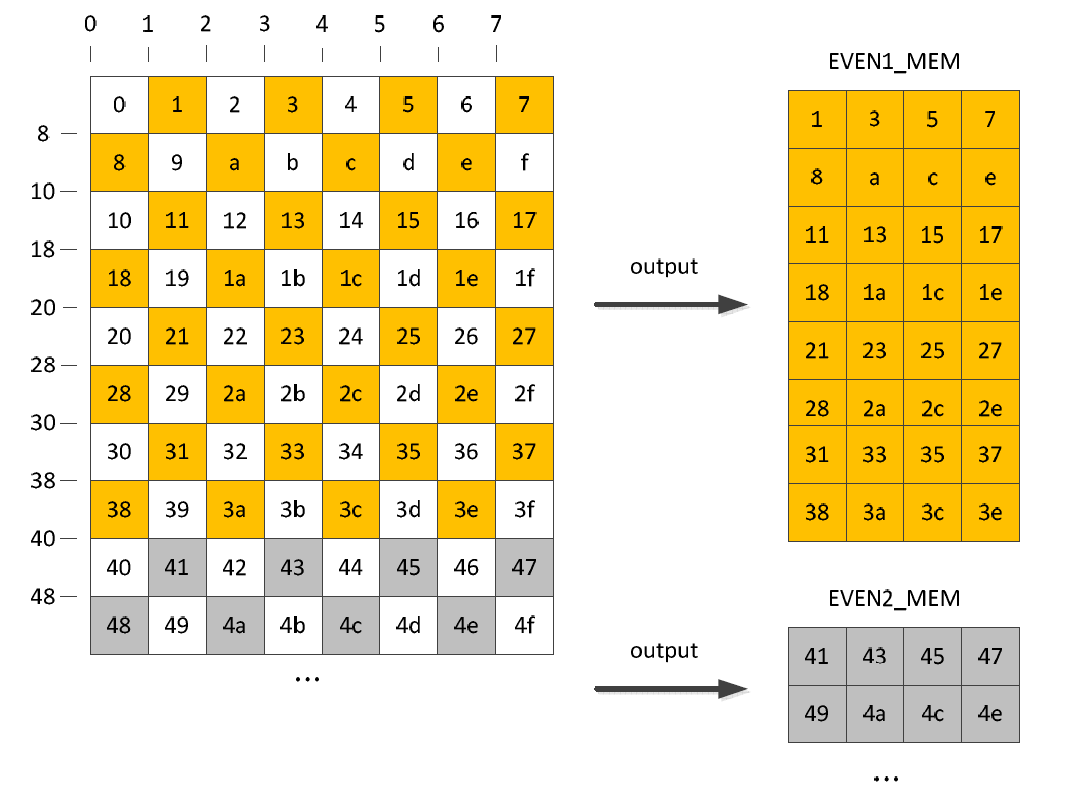 0 1 2 3 4 5 6 7
EVEN1_MEM
0 1 2 3 4 5 6 7
1 3 5 7
8
8 9 a b c d e f
8 a c e
10
10 11 12 13 14 15 16 17
11 13 15 17
18
18 19 1a 1b 1c 1d 1e 1f
output
18 1a 1c 1e
20
20 21 22 23 24 25 26 27
21 23 25 27
28
28 29 2a 2b 2c 2d 2e 2f
28 2a 2c 2e
30
30 31 32 33 34 35 36 37
31 33 35 37
38
38 39 3a 3b 3c 3d 3e 3f
38 3a 3c 3e
40
40 41 42 43 44 45 46 47
48
EVEN2_MEM
48 49 4a 4b 4c 4d 4e 4f
output
41 43 45 47
...
49 4a 4c 4e
...